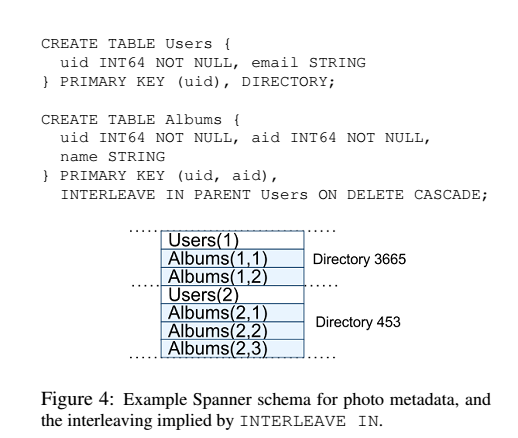 CREATE TABLE Users {
uid INT64 NOT NULL, email STRING
} PRIMARY KEY (uid), DIRECTORY;
CREATE TABLE Albums {
uid INT64 NOT NULL, aid INT64 NOT NULL,
name STRING
} PRIMARY KEY (uid, aid),
INTERLEAVE IN PARENT Users ON DELETE CASCADE;
Users(1)
Albums(1,1)
Directory 3665
Albums(1,2)
Users(2)
Albums(2,1)
Directory 453
Albums(2,2)
Albums(2,3)
Figure 4: Example Spanner schema for photo metadata, and
the interleaving implied by INTERLEAVE IN.